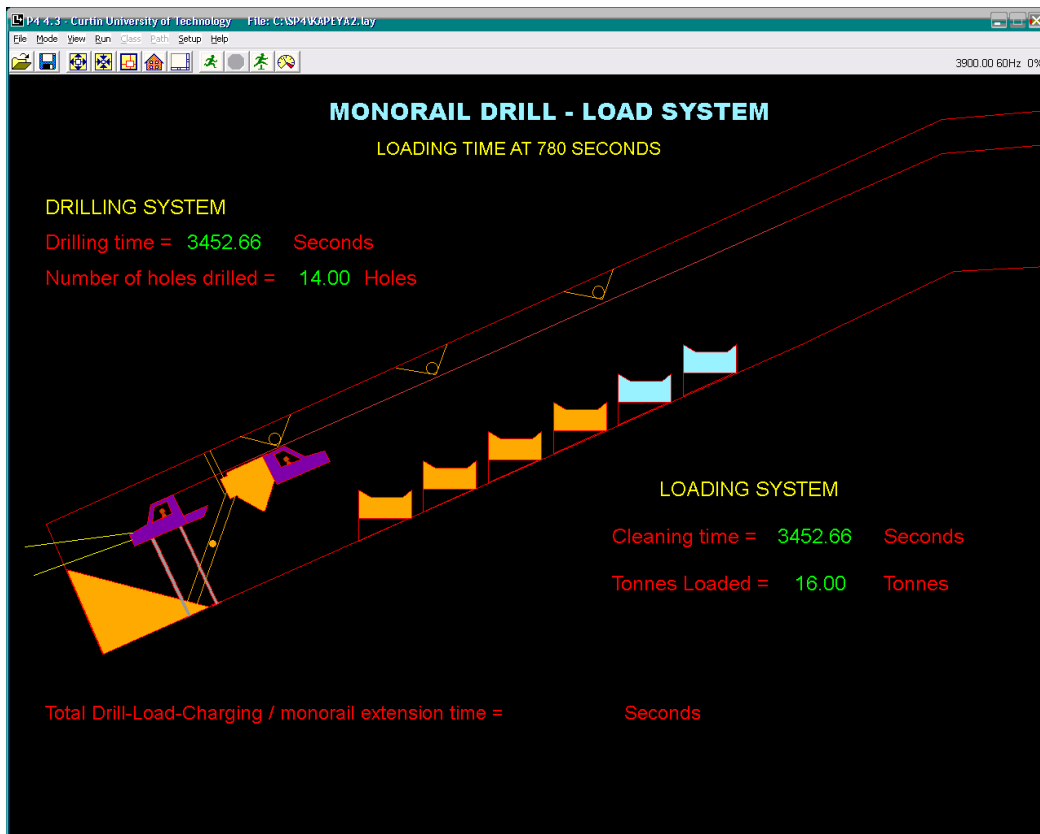 P4 4.3 - Curtin University of Technology File: C:\SP4\KAPEYA2.lay
File Mode View Run Class Path Setup Help
3900.00 60Hz 0%
MONORAIL DRILL - LOAD SYSTEM
LOADING TIME AT 780 SECONDS
DRILLING SYSTEM
Drilling time = 3452.66 Seconds
Number of holes drilled = 14.00 Holes
LOADING SYSTEM
Cleaning time = 3452.66 Seconds
Tonnes Loaded = 16.00 Tonnes
Total Drill-Load-Charging / monorail extension time = Seconds